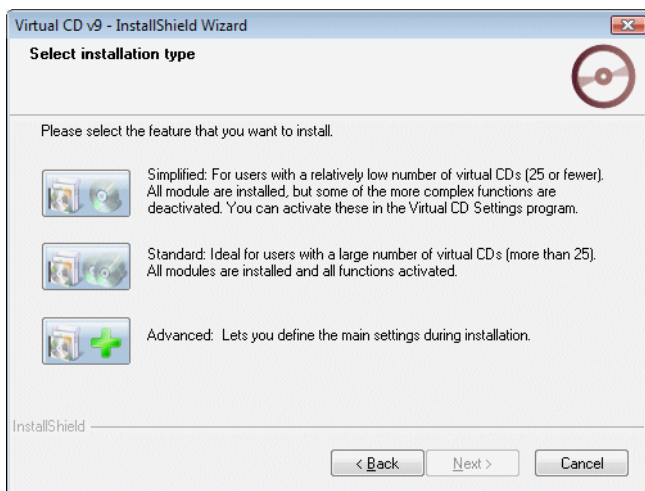 Virtual CD v9 - InstallShield Wizard
Select installation type
Please select the feature that you want to install.
Simplified: For users with a relatively low number of virtual CDs (25 or fewer).
All module are installed, but some of the more complex functions are
deactivated. You can activate these in the Virtual CD Settings program.
Standard: Ideal for users with a large number of virtual CDs (more than 25).
All modules are installed and all functions activated.
Advanced:  Lets you define the main settings during installation.
InstallShield
< Back
Next >
Cancel